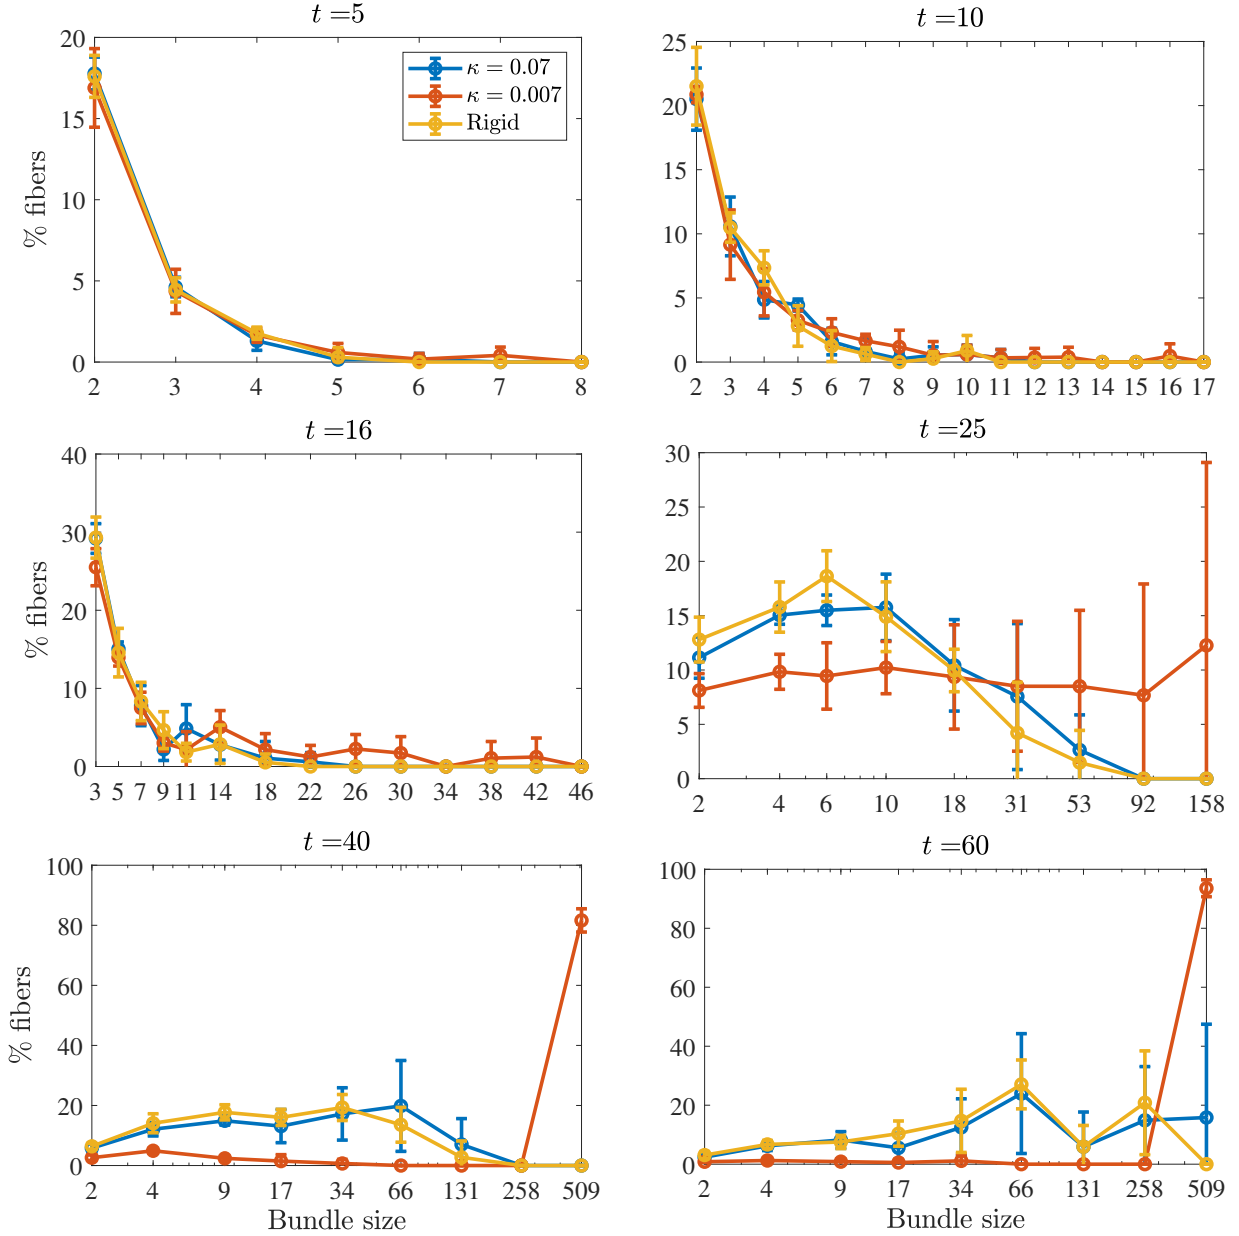 t =5
20
15
10
5
0
% fibers
κ = 0.07
κ = 0.007
Rigid
2 3 4 5 6 7 8
t =10
25
20
15
10
5
0
2 3 4 5 6 7 8 9 10 11 12 13 14 15 16 17
t =16
40
30
20
10
0
% fibers
3 5 7 9 11 14 18 22 26 30 34 38 42 46
t =25
30
25
20
15
10
5
0
2 4 6 10 18 31 53 92 158
t =40
100
80
60
40
20
0
% fibers
2 4 9 17 34 66 131 258 509
Bundle size
t =60
100
80
60
40
20
0
2 4 9 17 34 66 131 258 509
Bundle size